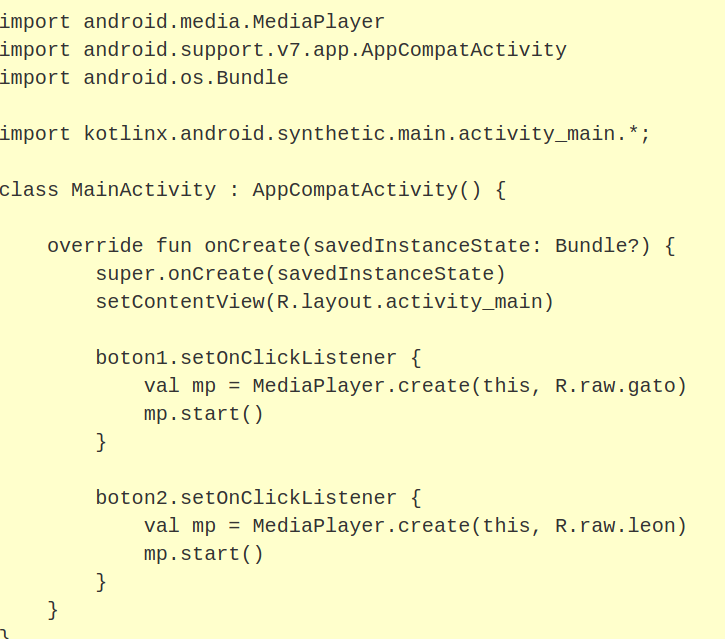 import android.media.MediaPlayer
import android.support.v7.app.AppCompatActivity
import android.os.Bundle

import kotlinx.android.synthetic.main.activity_main.*;

class MainActivity : AppCompatActivity() {

    override fun onCreate(savedInstanceState: Bundle?) {
        super.onCreate(savedInstanceState)
        setContentView(R.layout.activity_main)

        boton1.setOnClickListener {
            val mp = MediaPlayer.create(this, R.raw.gato)
            mp.start()
        }

        boton2.setOnClickListener {
            val mp = MediaPlayer.create(this, R.raw.leon)
            mp.start()
        }
    }
}